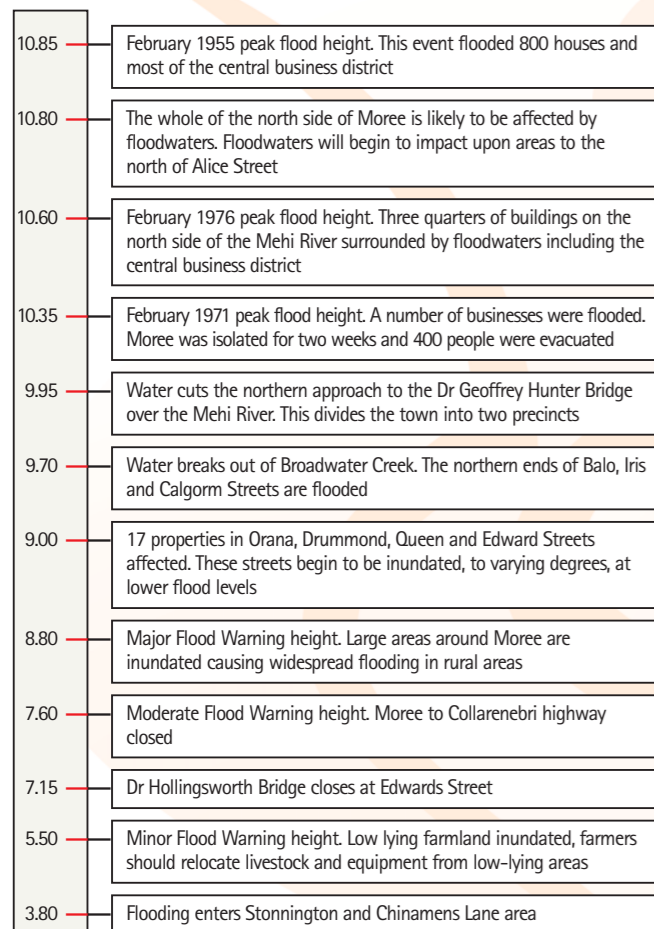 10.85
February 1955 peak flood height. This event flooded 800 houses and
most of the central business district
10.80
The whole of the north side of Moree is likely to be affected by
floodwaters. Floodwaters will begin to impact upon areas to the
north of Alice Street
10.60
February 1976 peak flood height. Three quarters of buildings on the
north side of the Mehi River surrounded by floodwaters including the
central business district
10.35
February 1971 peak flood height. A number of businesses were flooded.
Moree was isolated for two weeks and 400 people were evacuated
9.95
Water cuts the northern approach to the Dr Geoffrey Hunter Bridge
over the Mehi River. This divides the town into two precincts
9.70
Water breaks out of Broadwater Creek. The northern ends of Balo, Iris
and Calgorm Streets are flooded
9.00
17 properties in Orana, Drummond, Queen and Edward Streets
affected. These streets begin to be inundated, to varying degrees, at
lower flood levels
8.80
Major Flood Warning height. Large areas around Moree are
inundated causing widespread flooding in rural areas
7.60
Moderate Flood Warning height. Moree to Collarenebri highway
closed
7.15
Dr Hollingsworth Bridge closes at Edwards Street
5.50
Minor Flood Warning height. Low lying farmland inundated, farmers
should relocate livestock and equipment from low-lying areas
3.80
Flooding enters Stonnington and Chinamens Lane area